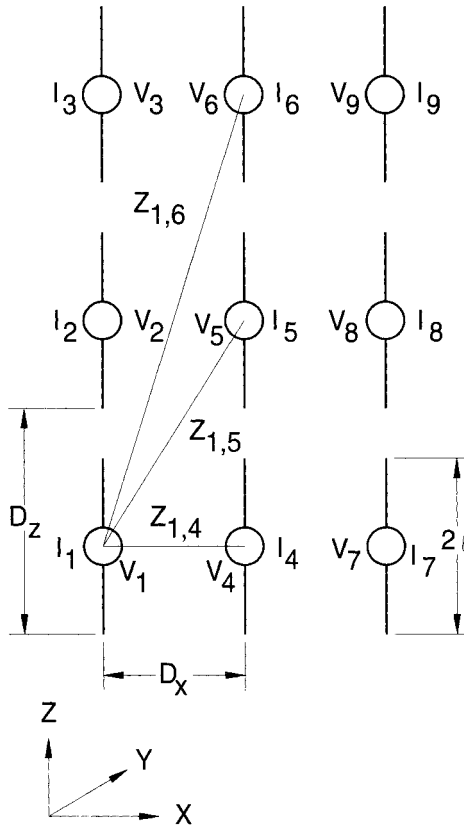 I3 V3 V6 I6 V9 I9
Z1,6
I2 V2 V5 I5 V8 I8
Z1,5
Dz
Z1,4
2l
I1 V1 V4 I4 V7 I7
Dx
Z
Y
X